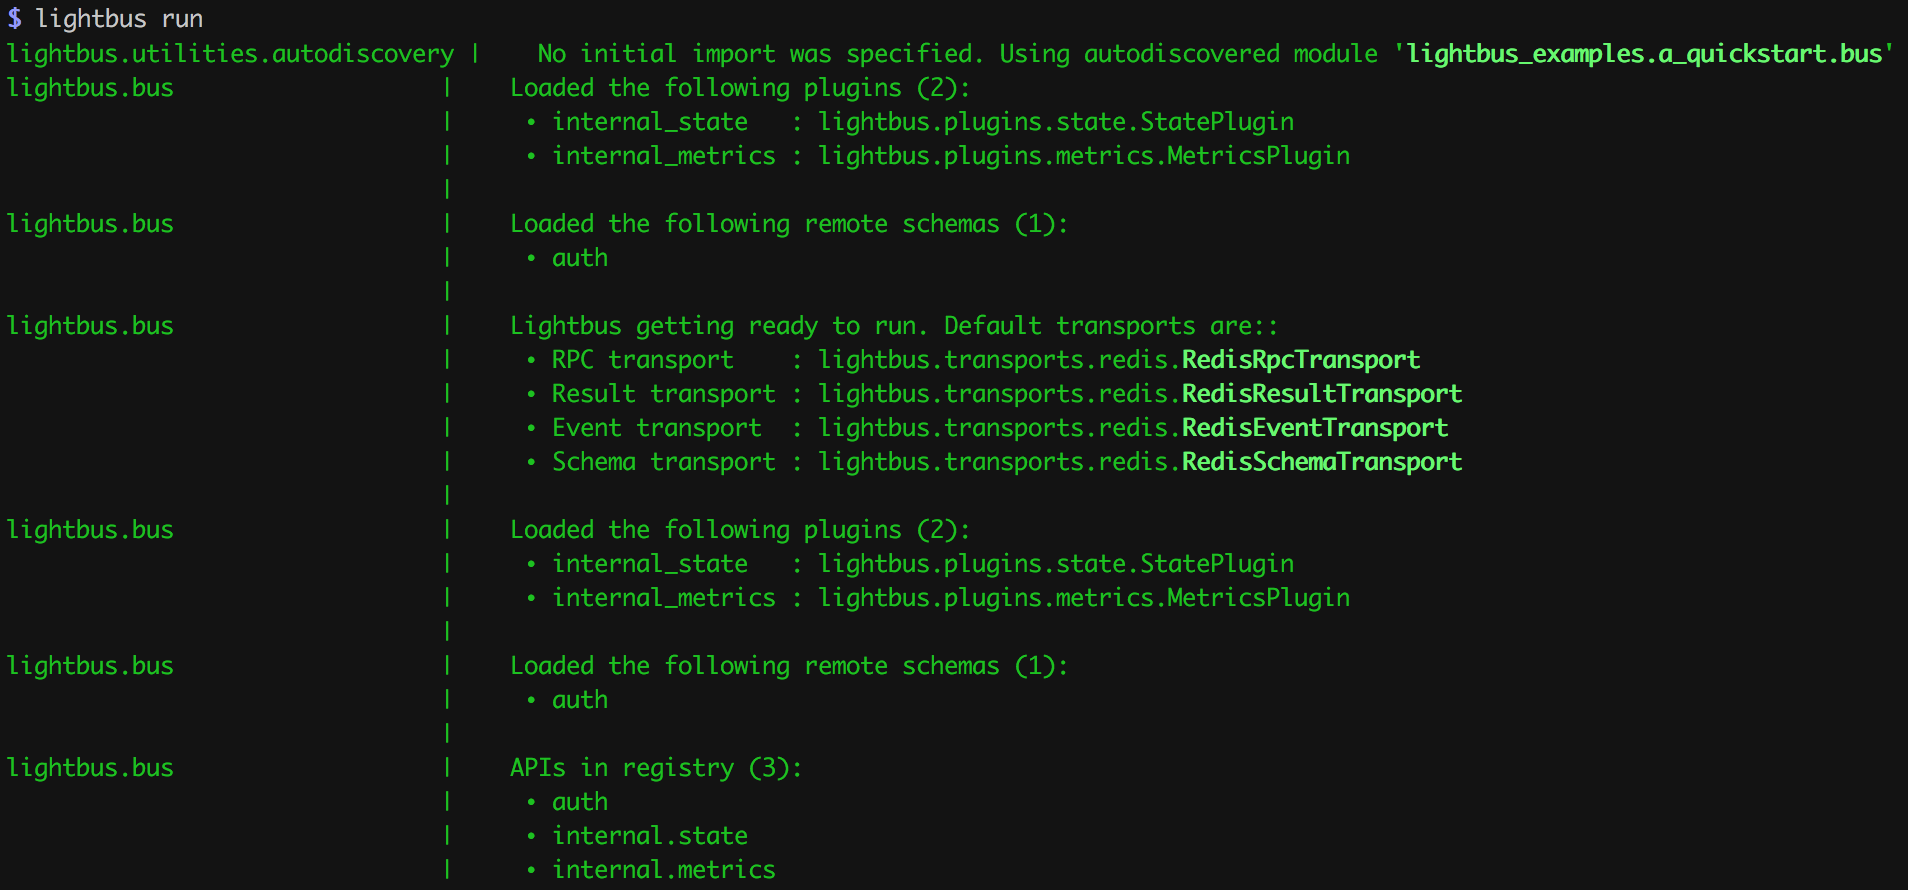 $ lightbus run
lightbus.utilities.autodiscovery |    No initial import was specified. Using autodiscovered module 'lightbus_examples.a_quickstart.bus'
lightbus.bus                     |    Loaded the following plugins (2):
                                 |     • internal_state   : lightbus.plugins.state.StatePlugin
                                 |     • internal_metrics : lightbus.plugins.metrics.MetricsPlugin
                                 |
lightbus.bus                     |    Loaded the following remote schemas (1):
                                 |     • auth
                                 |
lightbus.bus                     |    Lightbus getting ready to run. Default transports are::
                                 |     • RPC transport    : lightbus.transports.redis.RedisRpcTransport
                                 |     • Result transport : lightbus.transports.redis.RedisResultTransport
                                 |     • Event transport  : lightbus.transports.redis.RedisEventTransport
                                 |     • Schema transport : lightbus.transports.redis.RedisSchemaTransport
                                 |
lightbus.bus                     |    Loaded the following plugins (2):
                                 |     • internal_state   : lightbus.plugins.state.StatePlugin
                                 |     • internal_metrics : lightbus.plugins.metrics.MetricsPlugin
                                 |
lightbus.bus                     |    Loaded the following remote schemas (1):
                                 |     • auth
                                 |
lightbus.bus                     |    APIs in registry (3):
                                 |     • auth
                                 |     • internal.state
                                 |     • internal.metrics